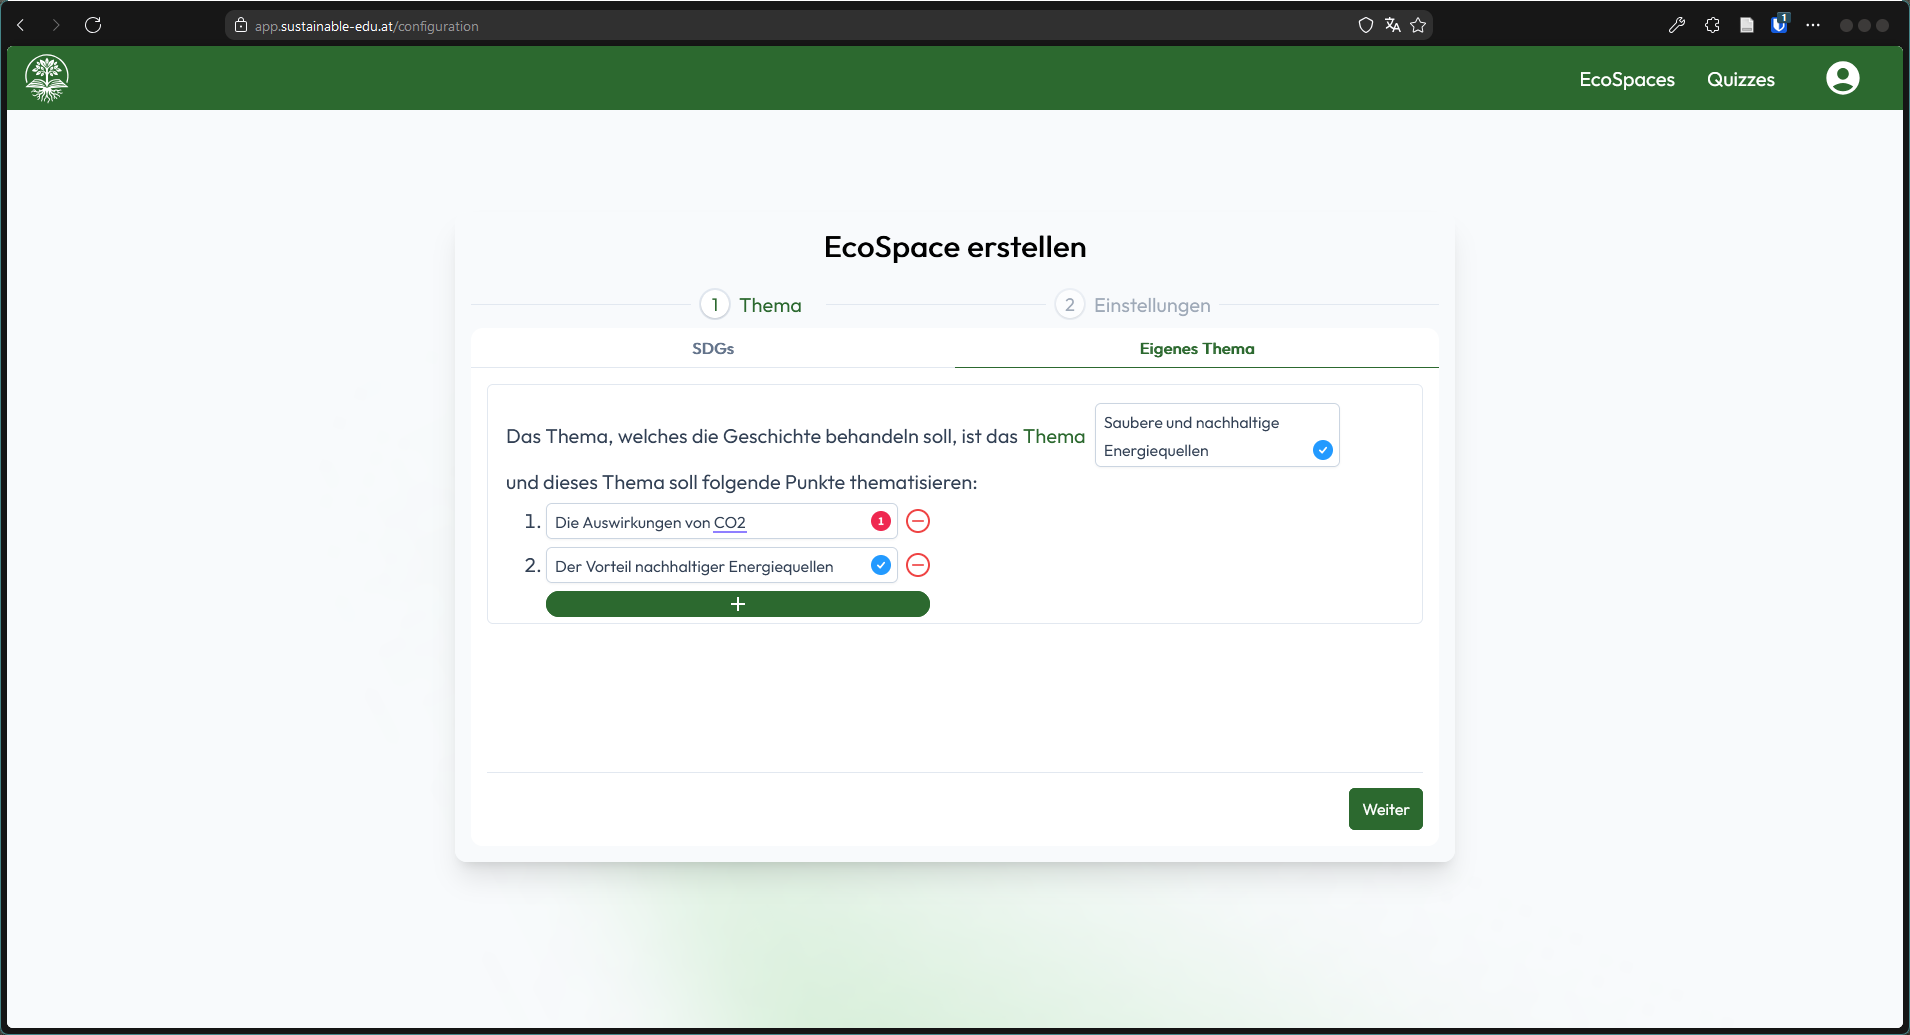 app.sustainable-edu.at/configuration
1
EcoSpaces
Quizzes
EcoSpace erstellen
1 Thema
2 Einstellungen
SDGs
Eigenes Thema
Das Thema, welches die Geschichte behandeln soll, ist das Thema
Saubere und nachhaltige
Energiequellen
und dieses Thema soll folgende Punkte thematisieren:
1. Die Auswirkungen von CO2 1
2. Der Vorteil nachhaltiger Energiequellen
+
Weiter